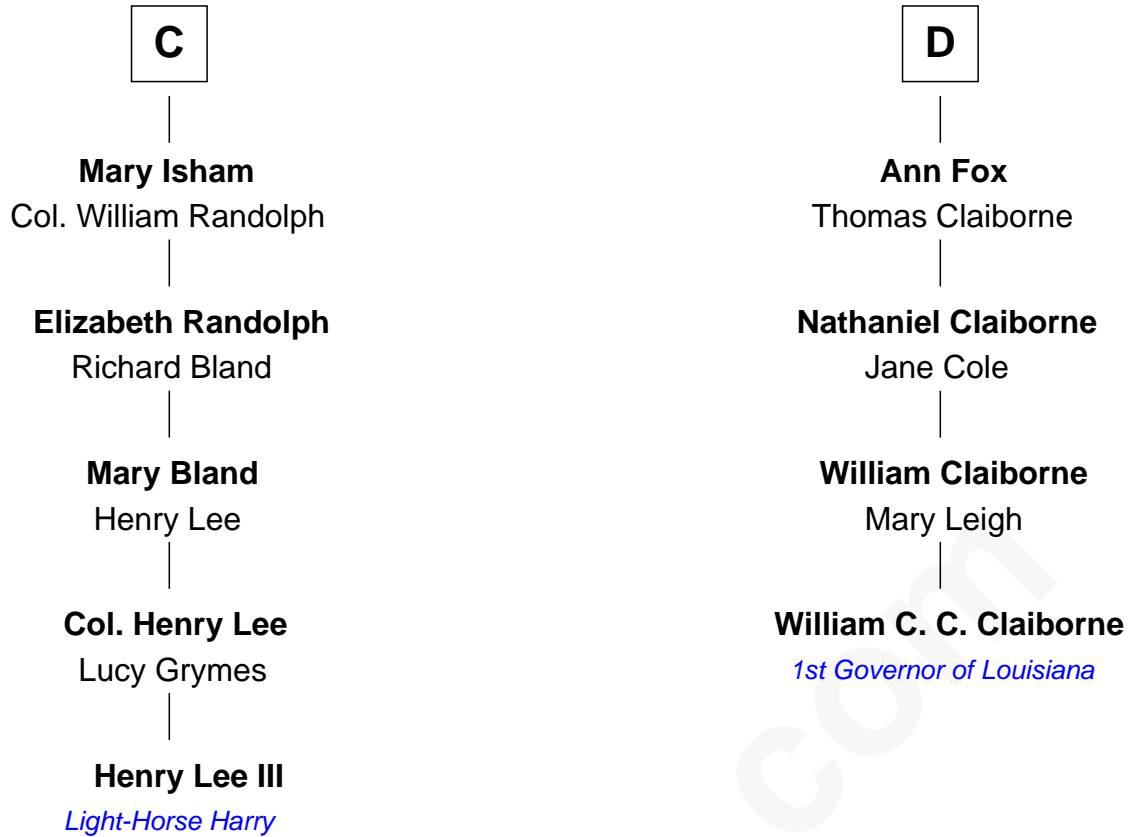 C
Mary Isham
Col. William Randolph
Elizabeth Randolph
Richard Bland
Mary Bland
Henry Lee
Col. Henry Lee
Lucy Grymes
Henry Lee III
Light-Horse Harry
D
Ann Fox
Thomas Claiborne
Nathaniel Claiborne
Jane Cole
William Claiborne
Mary Leigh
William C. C. Claiborne
1st Governor of Louisiana
com